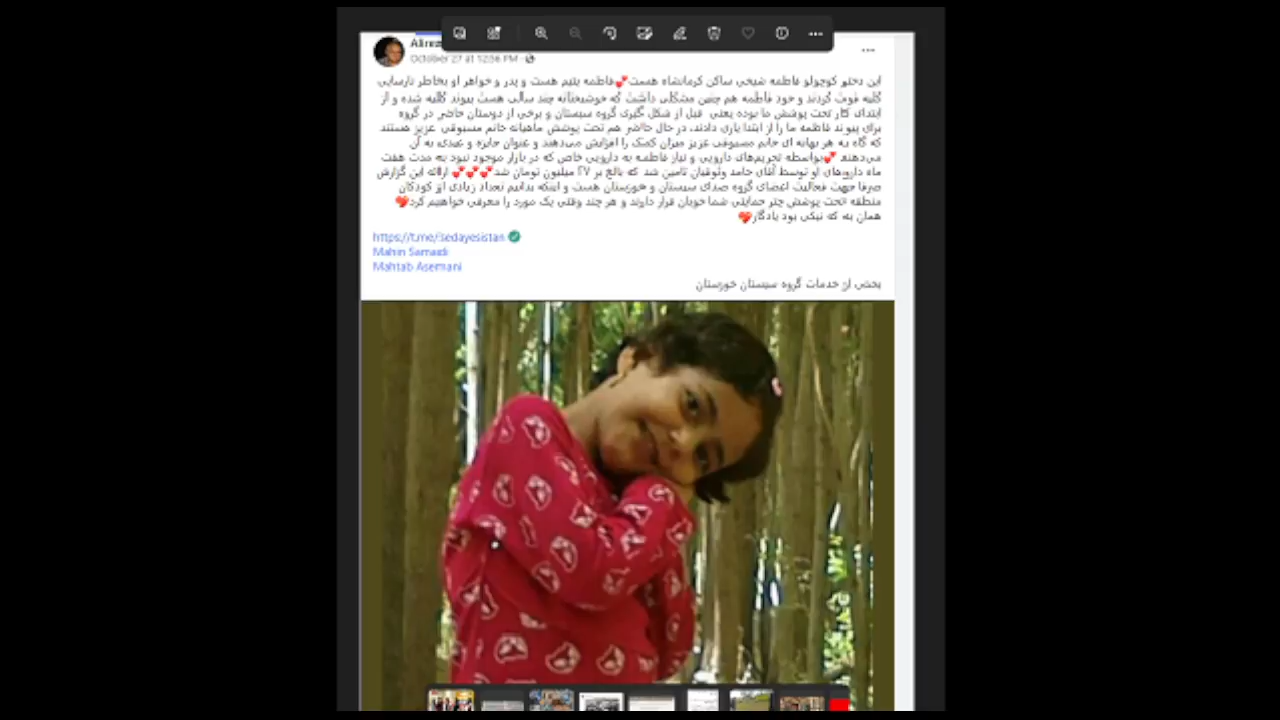 Alirez
October 27 at 12:56 PM
این دختر کوچولو فاطمه شیخی ساکن کرمانشاه هست💕فاطمه یتیم هست و پدر و خواهر او بخاطر نارسایی
کلیه فوت کردند و خود فاطمه هم چنین مشکلی داشت که خوشبختانه چند سالی هست پیوند کلیه شده و از
ابتدای کار تحت پوشش ما بوده یعنی قبل از شکل گیری گروه سیستان و برخی از دوستان حاضر در گروه
برای پیوند فاطمه ما را از ابتدا یاری دادند، در حال حاضر هم تحت پوشش ماهیانه خانم مسبوقی عزیز هستند
که گاه به هر بهانه ای خانم مسبوقی عزیز میزان کمک را افزایش می‌دهند و عنوان جایزه و عیدی به آن
می‌دهند 💕بواسطه تحریم‌های دارویی و نیاز فاطمه به دارویی خاص که در بازار موجود نبود به مدت هفت
ماه داروهای او توسط آقای حامد وثوقیان تامین شد که بالغ بر ۲۷ میلیون تومان شد💕💕💕 ارائه این گزارش
صرفا جهت فعالیت اعضای گروه صدای سیستان و خوزستان هست و اینکه بدانیم تعداد زیادی از کودکان
منطقه تحت پوشش چتر حمایتی شما خوبان قرار دارند و هر چند وقتی یک مورد را معرفی خواهیم کرد💖
همان به که نیکی بود یادگار💖
https://t.me/Sedayesistan ✅
Mahin Samadi
Mahtab Asemani
بخشی از خدمات گروه سیستان خوزستان